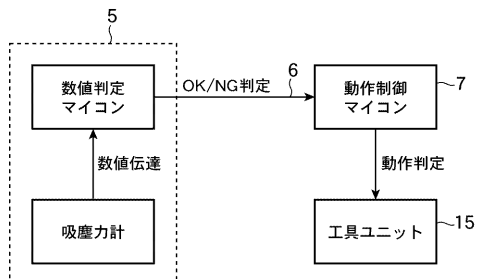 5
数値判定
マイコン
OK/NG判定
6
動作制御
マイコン
7
数値伝達
動作判定
吸塵力計
工具ユニット
15